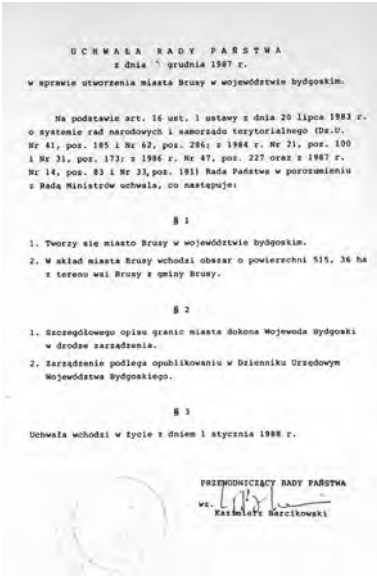 UCHWAŁA RADY PAŃSTWA
z dnia grudnia 1987 r.
w sprawie utworzenia miasta Brusy w województwie bydgoskim.
Na podstawie art. 16 ust. 1 ustawy z dnia 20 lipca 1983 r.
o systemie rad narodowych i samorządu terytorialnego (Dz.U.
Nr 41, poz. 185 i Nr 62, poz. 286; z 1984 r. Nr 21, poz. 100
i Nr 31, poz. 173; z 1986 r. Nr 47, poz. 227 oraz z 1987 r.
Nr 14, poz. 83 i Nr 33, poz. 181) Rada Państwa w porozumieniu
z Radą Ministrów uchwala, co następuje:
§ 1
1. Tworzy się miasto Brusy w województwie bydgoskim.
2. W skład miasta Brusy wchodzi obszar o powierzchni 515, 36 ha
z terenu wsi Brusy z gminy Brusy.
§ 2
1. Szczegółowego opisu granic miasta dokona Wojewoda Bydgoski
w drodze zarządzenia.
2. Zarządzenie podlega opublikowaniu w Dzienniku Urzędowym
Województwa Bydgoskiego.
§ 3
Uchwała wchodzi w życie z dniem 1 stycznia 1988 r.
PRZEWODNICZĄCY RADY PAŃSTWA
wz.
Kazimierz Barcikowski